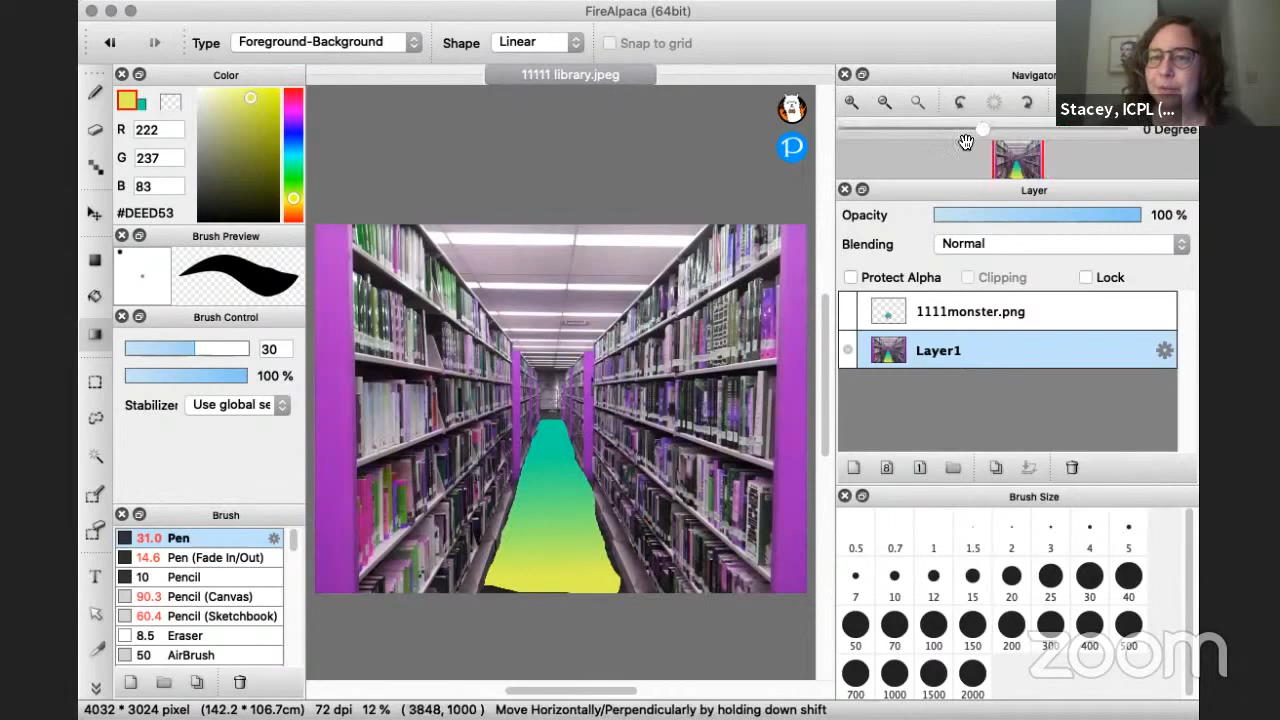 FireAlpaca (64bit)
Type Foreground-Background Shape Linear Snap to grid
Color
11111 library.jpeg
Navigator
Stacey, ICPL (...
R 222
G 237
B 83
#DEED53
0 Degree
Brush Preview
Brush Control
30
100 %
Stabilizer Use global se
Layer
Opacity 100 %
Blending Normal
Protect Alpha Clipping Lock
1111monster.png
Layer1
8 1
Brush
31.0 Pen
14.6 Pen (Fade In/Out)
10 Pencil
90.3 Pencil (Canvas)
60.4 Pencil (Sketchbook)
8.5 Eraser
50 AirBrush
Brush Size
0.5 0.7 1 1.5 2 3 4 5
7 10 12 15 20 25 30 40
50 70 100 150 200 300 400 500
700 1000 1500 2000
T
P
zoom
4032 * 3024 pixel (142.2 * 106.7cm) 72 dpi 12 % ( 3848, 1000 ) Move Horizontally/Perpendicularly by holding down shift